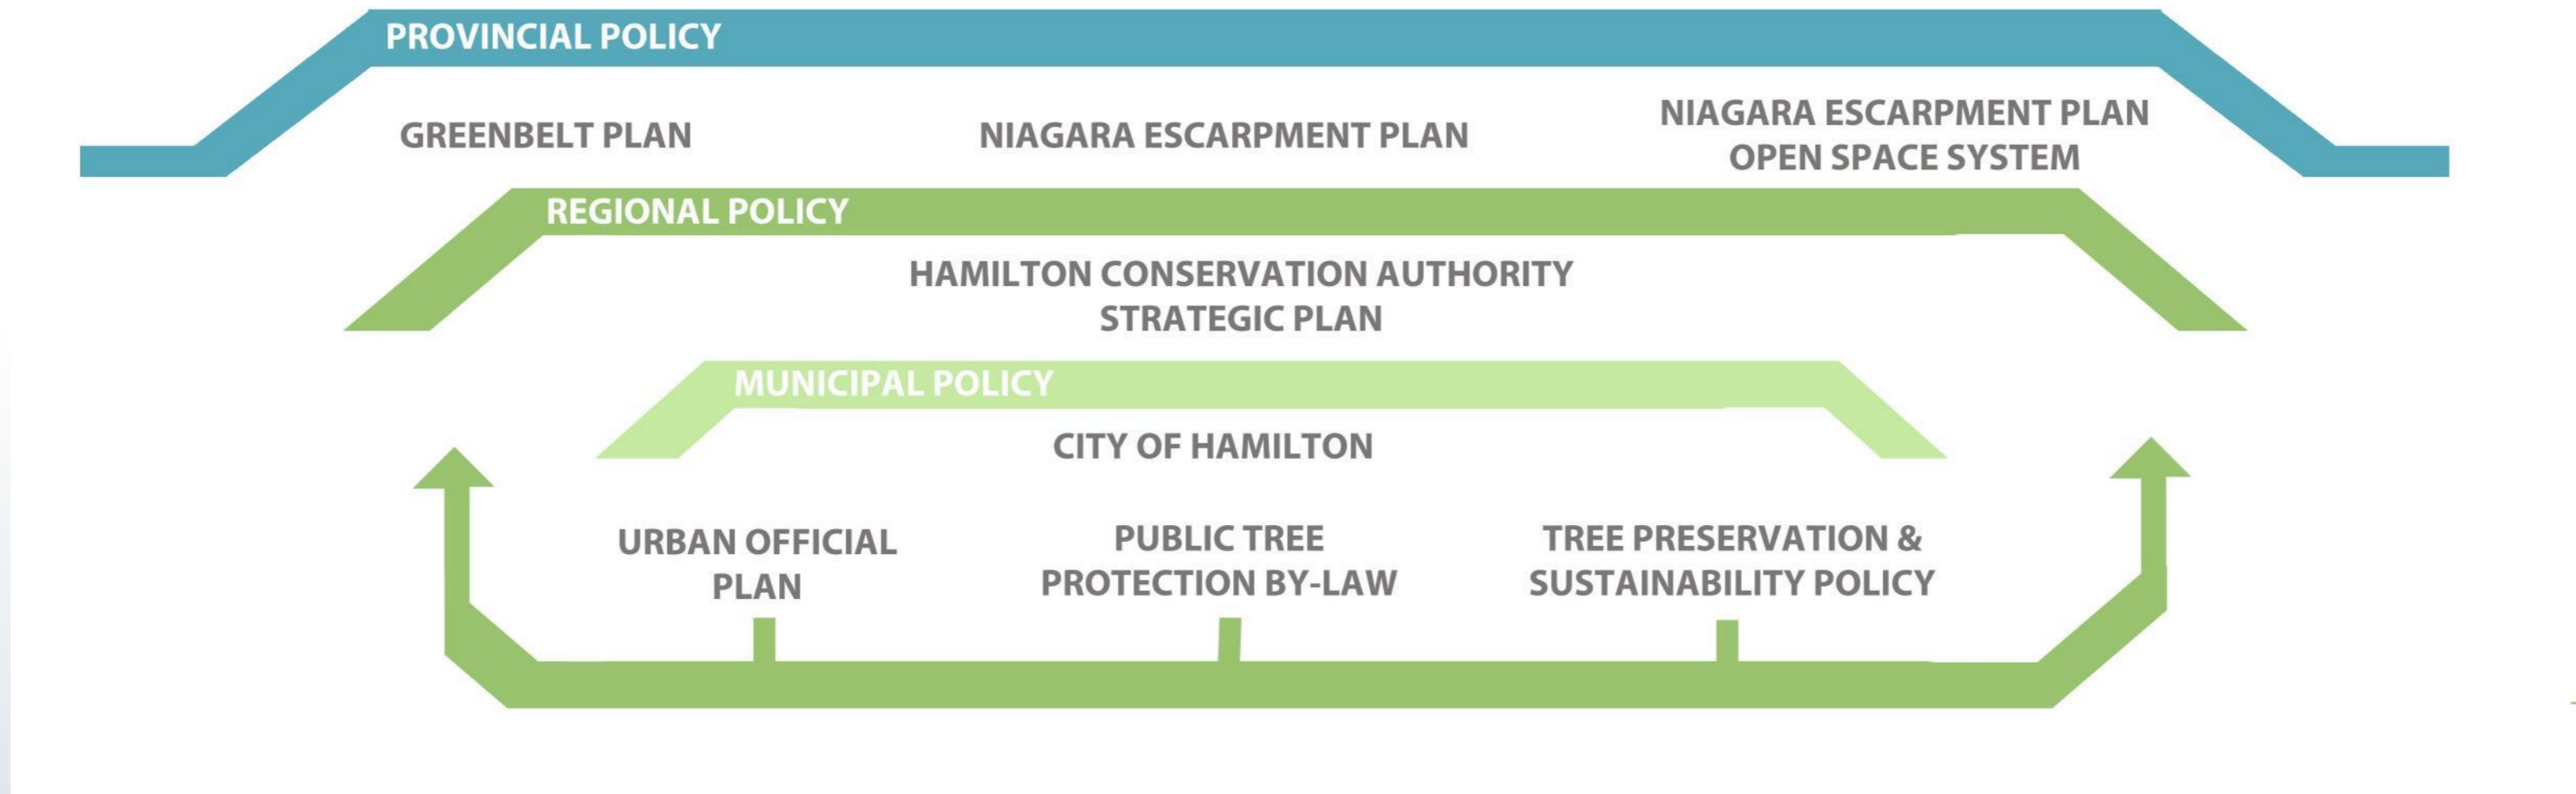 PROVINCIAL POLICY
GREENBELT PLAN
NIAGARA ESCARPMENT PLAN
NIAGARA ESCARPMENT PLAN
OPEN SPACE SYSTEM
REGIONAL POLICY
HAMILTON CONSERVATION AUTHORITY
STRATEGIC PLAN
MUNICIPAL POLICY
CITY OF HAMILTON
URBAN OFFICIAL
PLAN
PUBLIC TREE
PROTECTION BY-LAW
TREE PRESERVATION &
SUSTAINABILITY POLICY